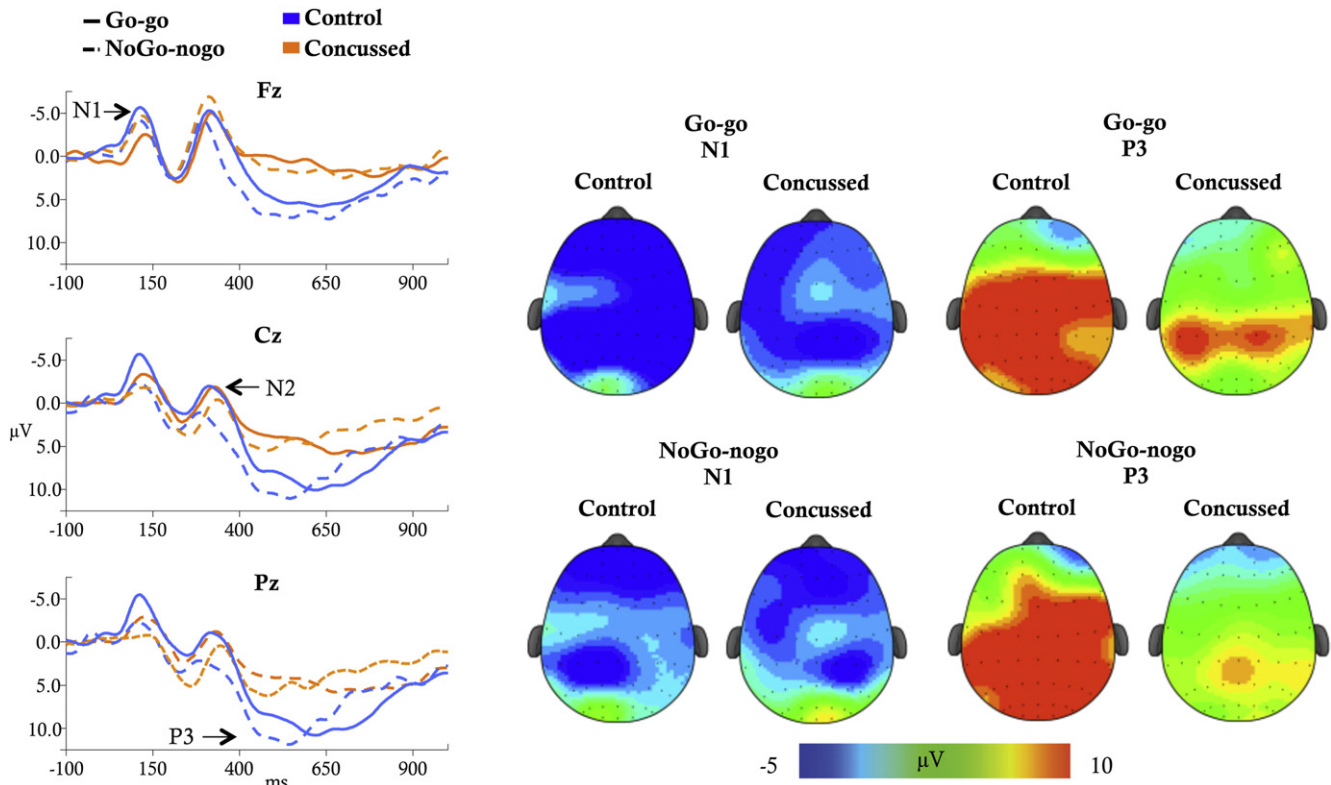 Go-go
NoGo-nogo
Control
Concussed
Fz
N1
-5.0
0.0
5.0
10.0
-100 150 400 650 900
Cz
N2
-5.0
0.0
µV
5.0
10.0
-100 150 400 650 900
Pz
-5.0
0.0
5.0
10.0
P3
-100 150 400 650 900
ms
Go-go
N1
Control Concussed
Go-go
P3
Control Concussed
NoGo-nogo
N1
Control Concussed
NoGo-nogo
P3
Control Concussed
-5 µV 10